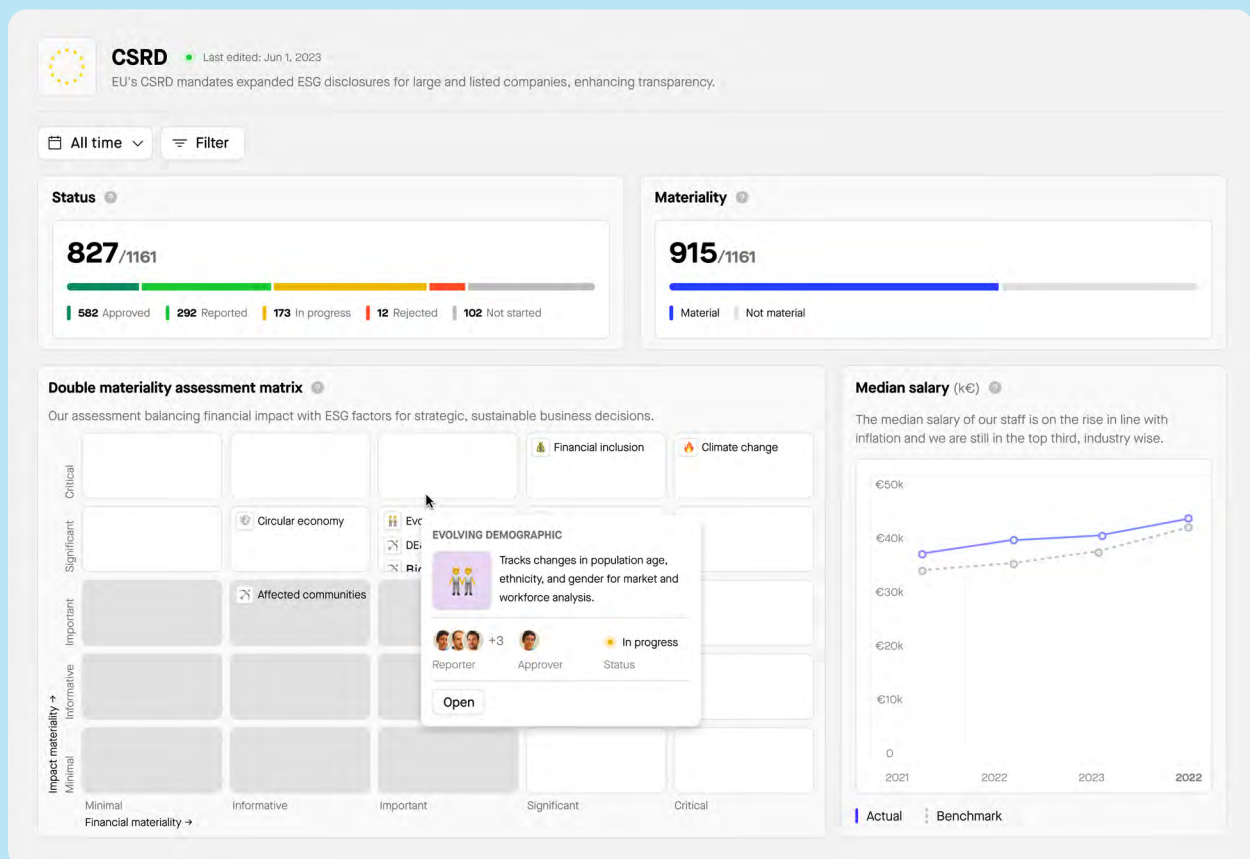 CSRD
Last edited: Jun 1, 2023
EU's CSRD mandates expanded ESG disclosures for large and listed companies, enhancing transparency.
All time
Filter
Status ?
827/1161
582 Approved 292 Reported 173 In progress 12 Rejected 102 Not started
Materiality ?
915/1161
Material Not material
Double materiality assessment matrix ?
Our assessment balancing financial impact with ESG factors for strategic, sustainable business decisions.
Critical
Financial inclusion
Climate change
Significant
Circular economy
Evo
DE
EVOLVING DEMOGRAPHIC
Tracks changes in population age,
ethnicity, and gender for market and
workforce analysis.
+3
In progress
Reporter Approver Status
Open
Important
Affected communities
Informative
Minimal
Impact materiality →
Minimal Informative Important Significant Critical
Financial materiality →
Median salary (k€) ?
The median salary of our staff is on the rise in line with
inflation and we are still in the top third, industry wise.
€50k
€40k
€30k
€20k
€10k
0
2021 2022 2023 2022
Actual Benchmark